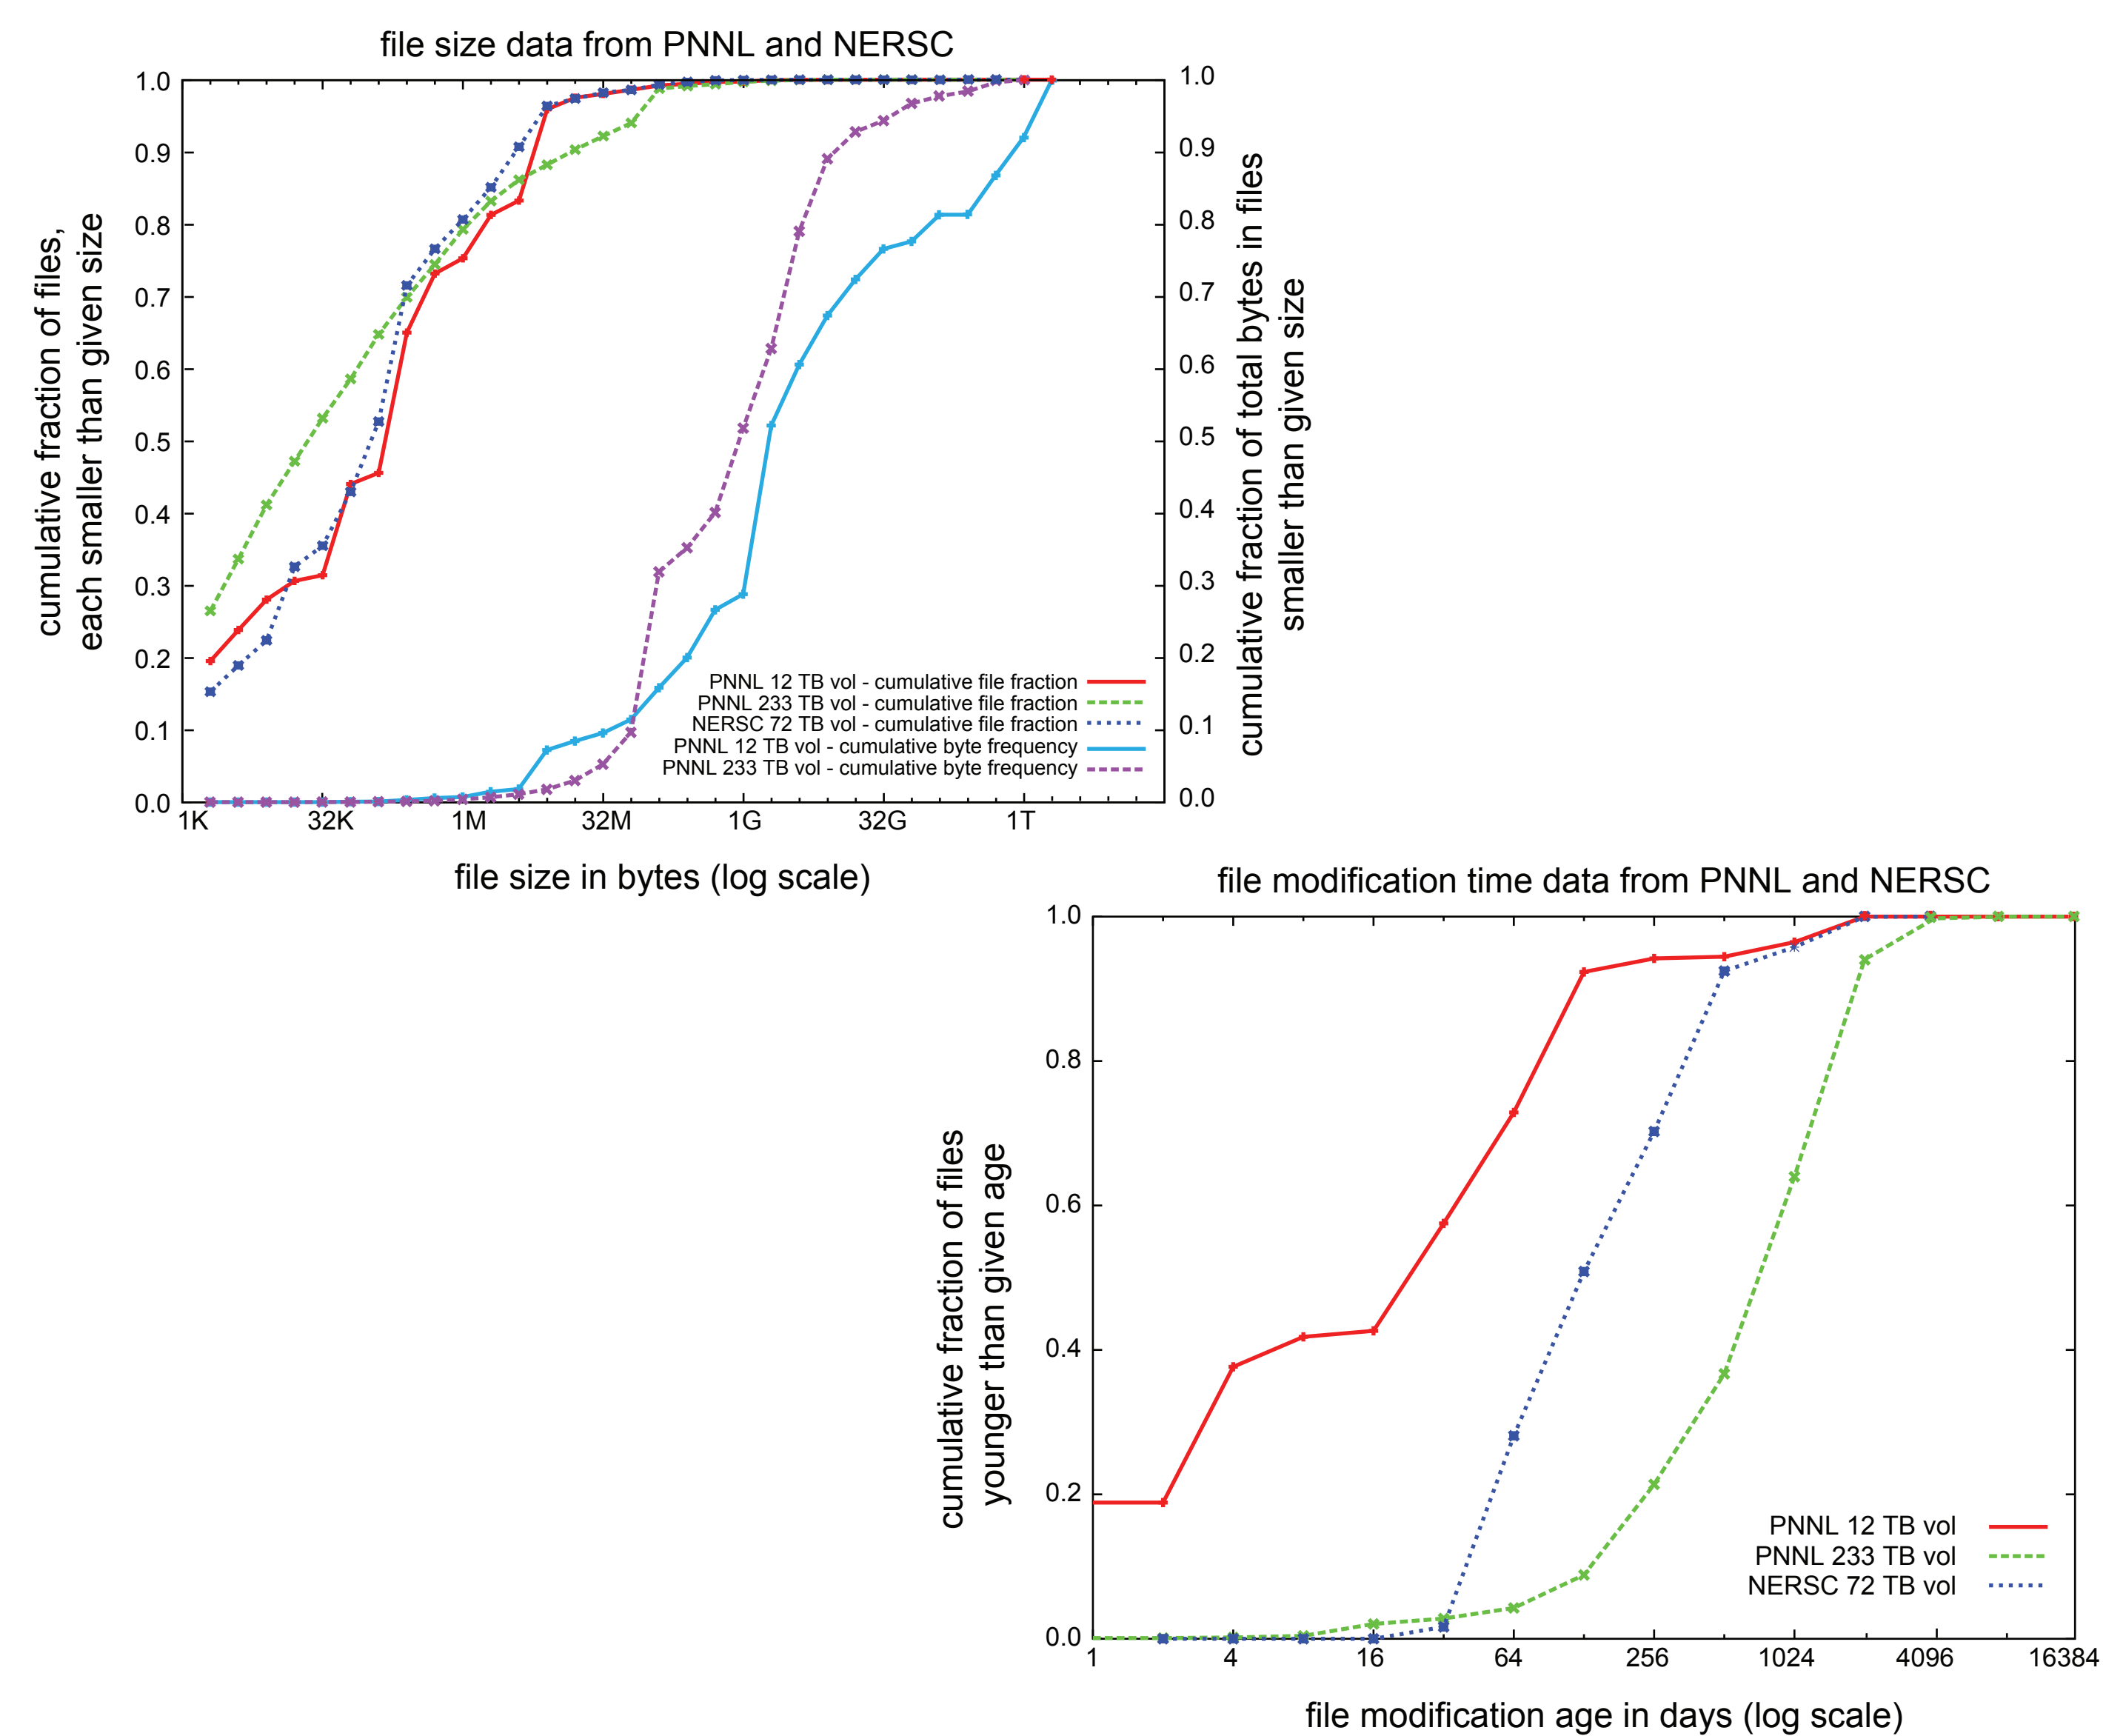 file size data from PNNL and NERSC
cumulative fraction of files,
each smaller than given size
1.0
0.9
0.8
0.7
0.6
0.5
0.4
0.3
0.2
0.1
0.0
1.0
0.9
0.8
0.7
0.6
0.5
0.4
0.3
0.2
0.1
0.0
cumulative fraction of total bytes in files
smaller than given size
PNNL 12 TB vol - cumulative file fraction
PNNL 233 TB vol - cumulative file fraction
NERSC 72 TB vol - cumulative file fraction
PNNL 12 TB vol - cumulative byte frequency
PNNL 233 TB vol - cumulative byte frequency
1K 32K 1M 32M 1G 32G 1T
file size in bytes (log scale)
file modification time data from PNNL and NERSC
cumulative fraction of files
younger than given age
1.0
0.8
0.6
0.4
0.2
0.0
PNNL 12 TB vol
PNNL 233 TB vol
NERSC 72 TB vol
1 4 16 64 256 1024 4096 16384
file modification age in days (log scale)